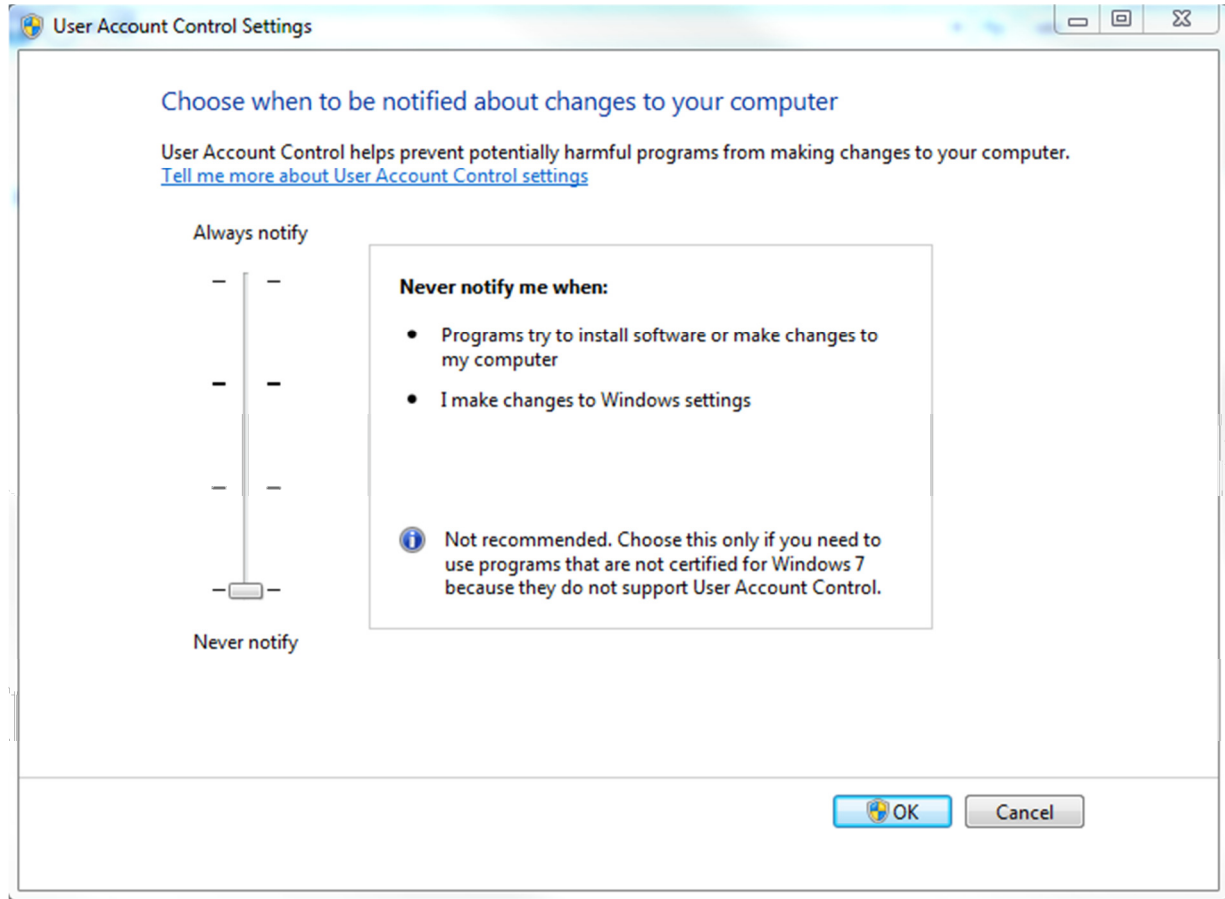 User Account Control Settings
Choose when to be notified about changes to your computer
User Account Control helps prevent potentially harmful programs from making changes to your computer.
Tell me more about User Account Control settings
Always notify
Never notify me when:
• Programs try to install software or make changes to
my computer
• I make changes to Windows settings
Not recommended. Choose this only if you need to
use programs that are not certified for Windows 7
because they do not support User Account Control.
Never notify
OK Cancel